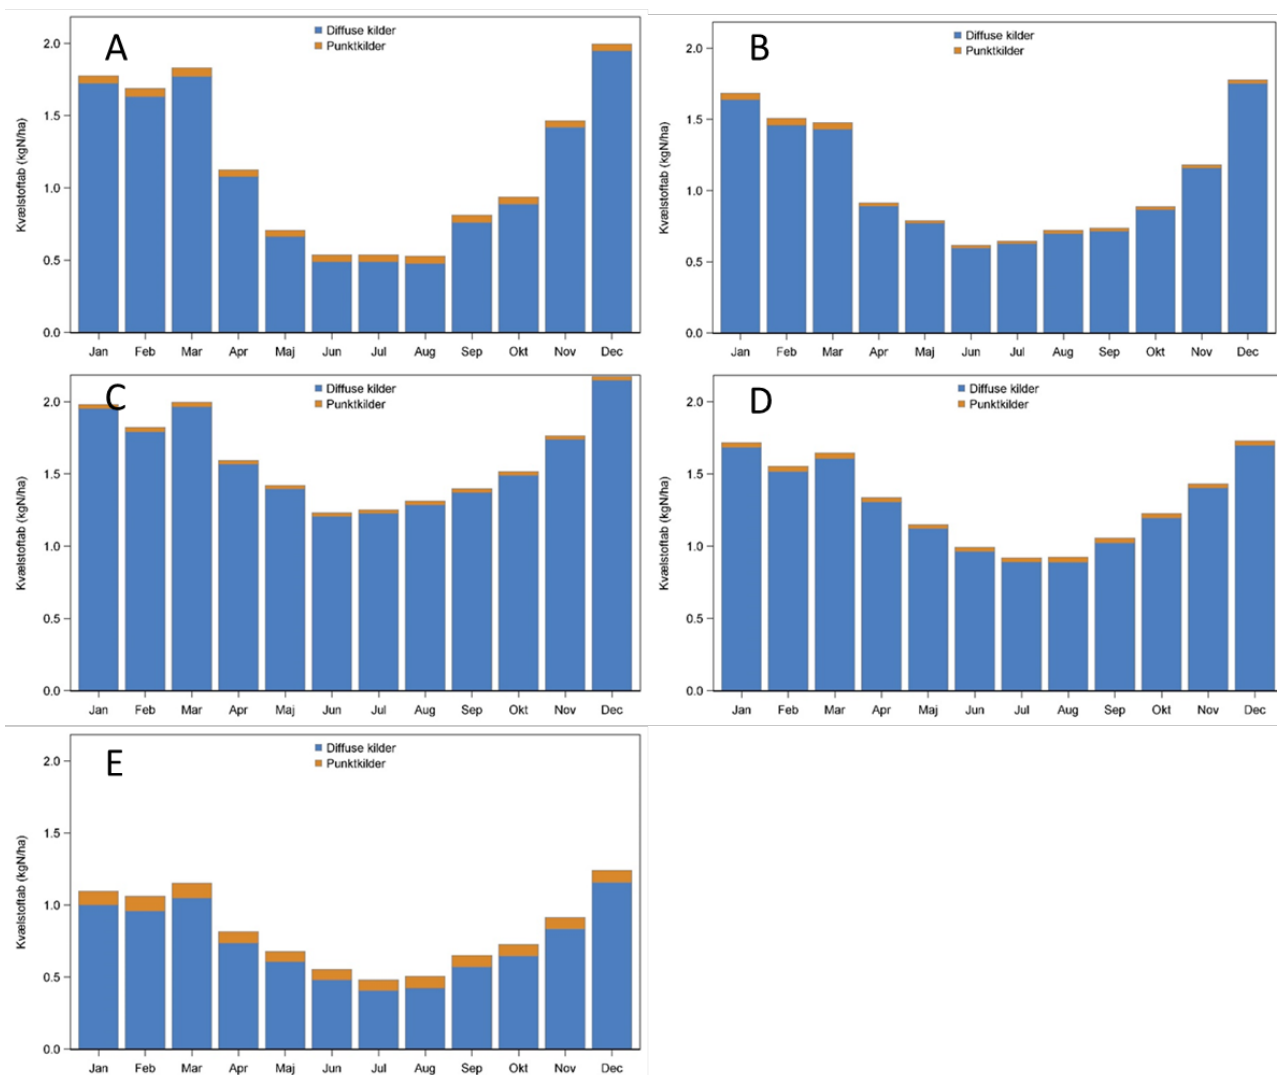 A
Diffuse kilder
Punktkilder
Kvælstoftab (kgN/ha)
2.0
1.5
1.0
0.5
0.0
Jan Feb Mar Apr Maj Jun Jul Aug Sep Okt Nov Dec
B
Diffuse kilder
Punktkilder
Kvælstoftab (kgN/ha)
2.0
1.5
1.0
0.5
0.0
Jan Feb Mar Apr Maj Jun Jul Aug Sep Okt Nov Dec
C
Diffuse kilder
Punktkilder
Kvælstoftab (kgN/ha)
2.0
1.5
1.0
0.5
0.0
Jan Feb Mar Apr Maj Jun Jul Aug Sep Okt Nov Dec
D
Diffuse kilder
Punktkilder
Kvælstoftab (kgN/ha)
2.0
1.5
1.0
0.5
0.0
Jan Feb Mar Apr Maj Jun Jul Aug Sep Okt Nov Dec
E
Diffuse kilder
Punktkilder
Kvælstoftab (kgN/ha)
2.0
1.5
1.0
0.5
0.0
Jan Feb Mar Apr Maj Jun Jul Aug Sep Okt Nov Dec